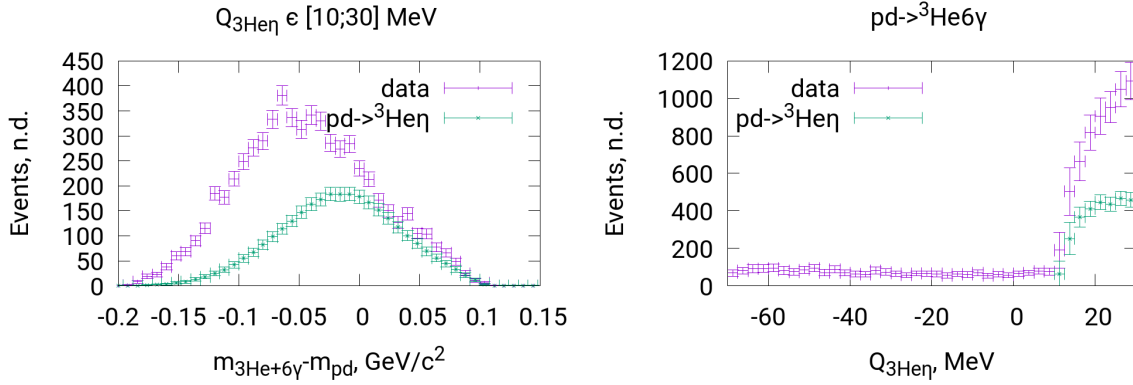 Q₃Heη ϵ [10;30] MeV
450
400
350
300
250
200
150
100
50
0
Events, n.d.
data
pd->³Heη
-0.2 -0.15 -0.1 -0.05 0 0.05 0.1 0.15
m₃He+6γ-mpd, GeV/c²
pd->³He6γ
1200
1000
800
600
400
200
0
Events, n.d.
data
pd->³Heη
-60 -40 -20 0 20
Q₃Heη, MeV